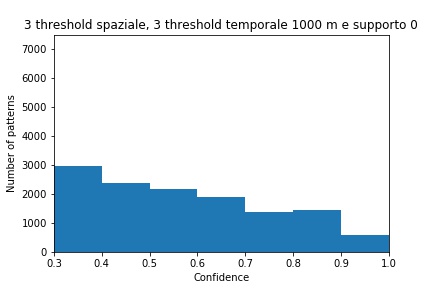 3 threshold spaziale, 3 threshold temporale 1000 m e supporto 0
7000
6000
5000
4000
3000
2000
1000
0
Number of patterns
0.3 0.4 0.5 0.6 0.7 0.8 0.9 1.0
Confidence